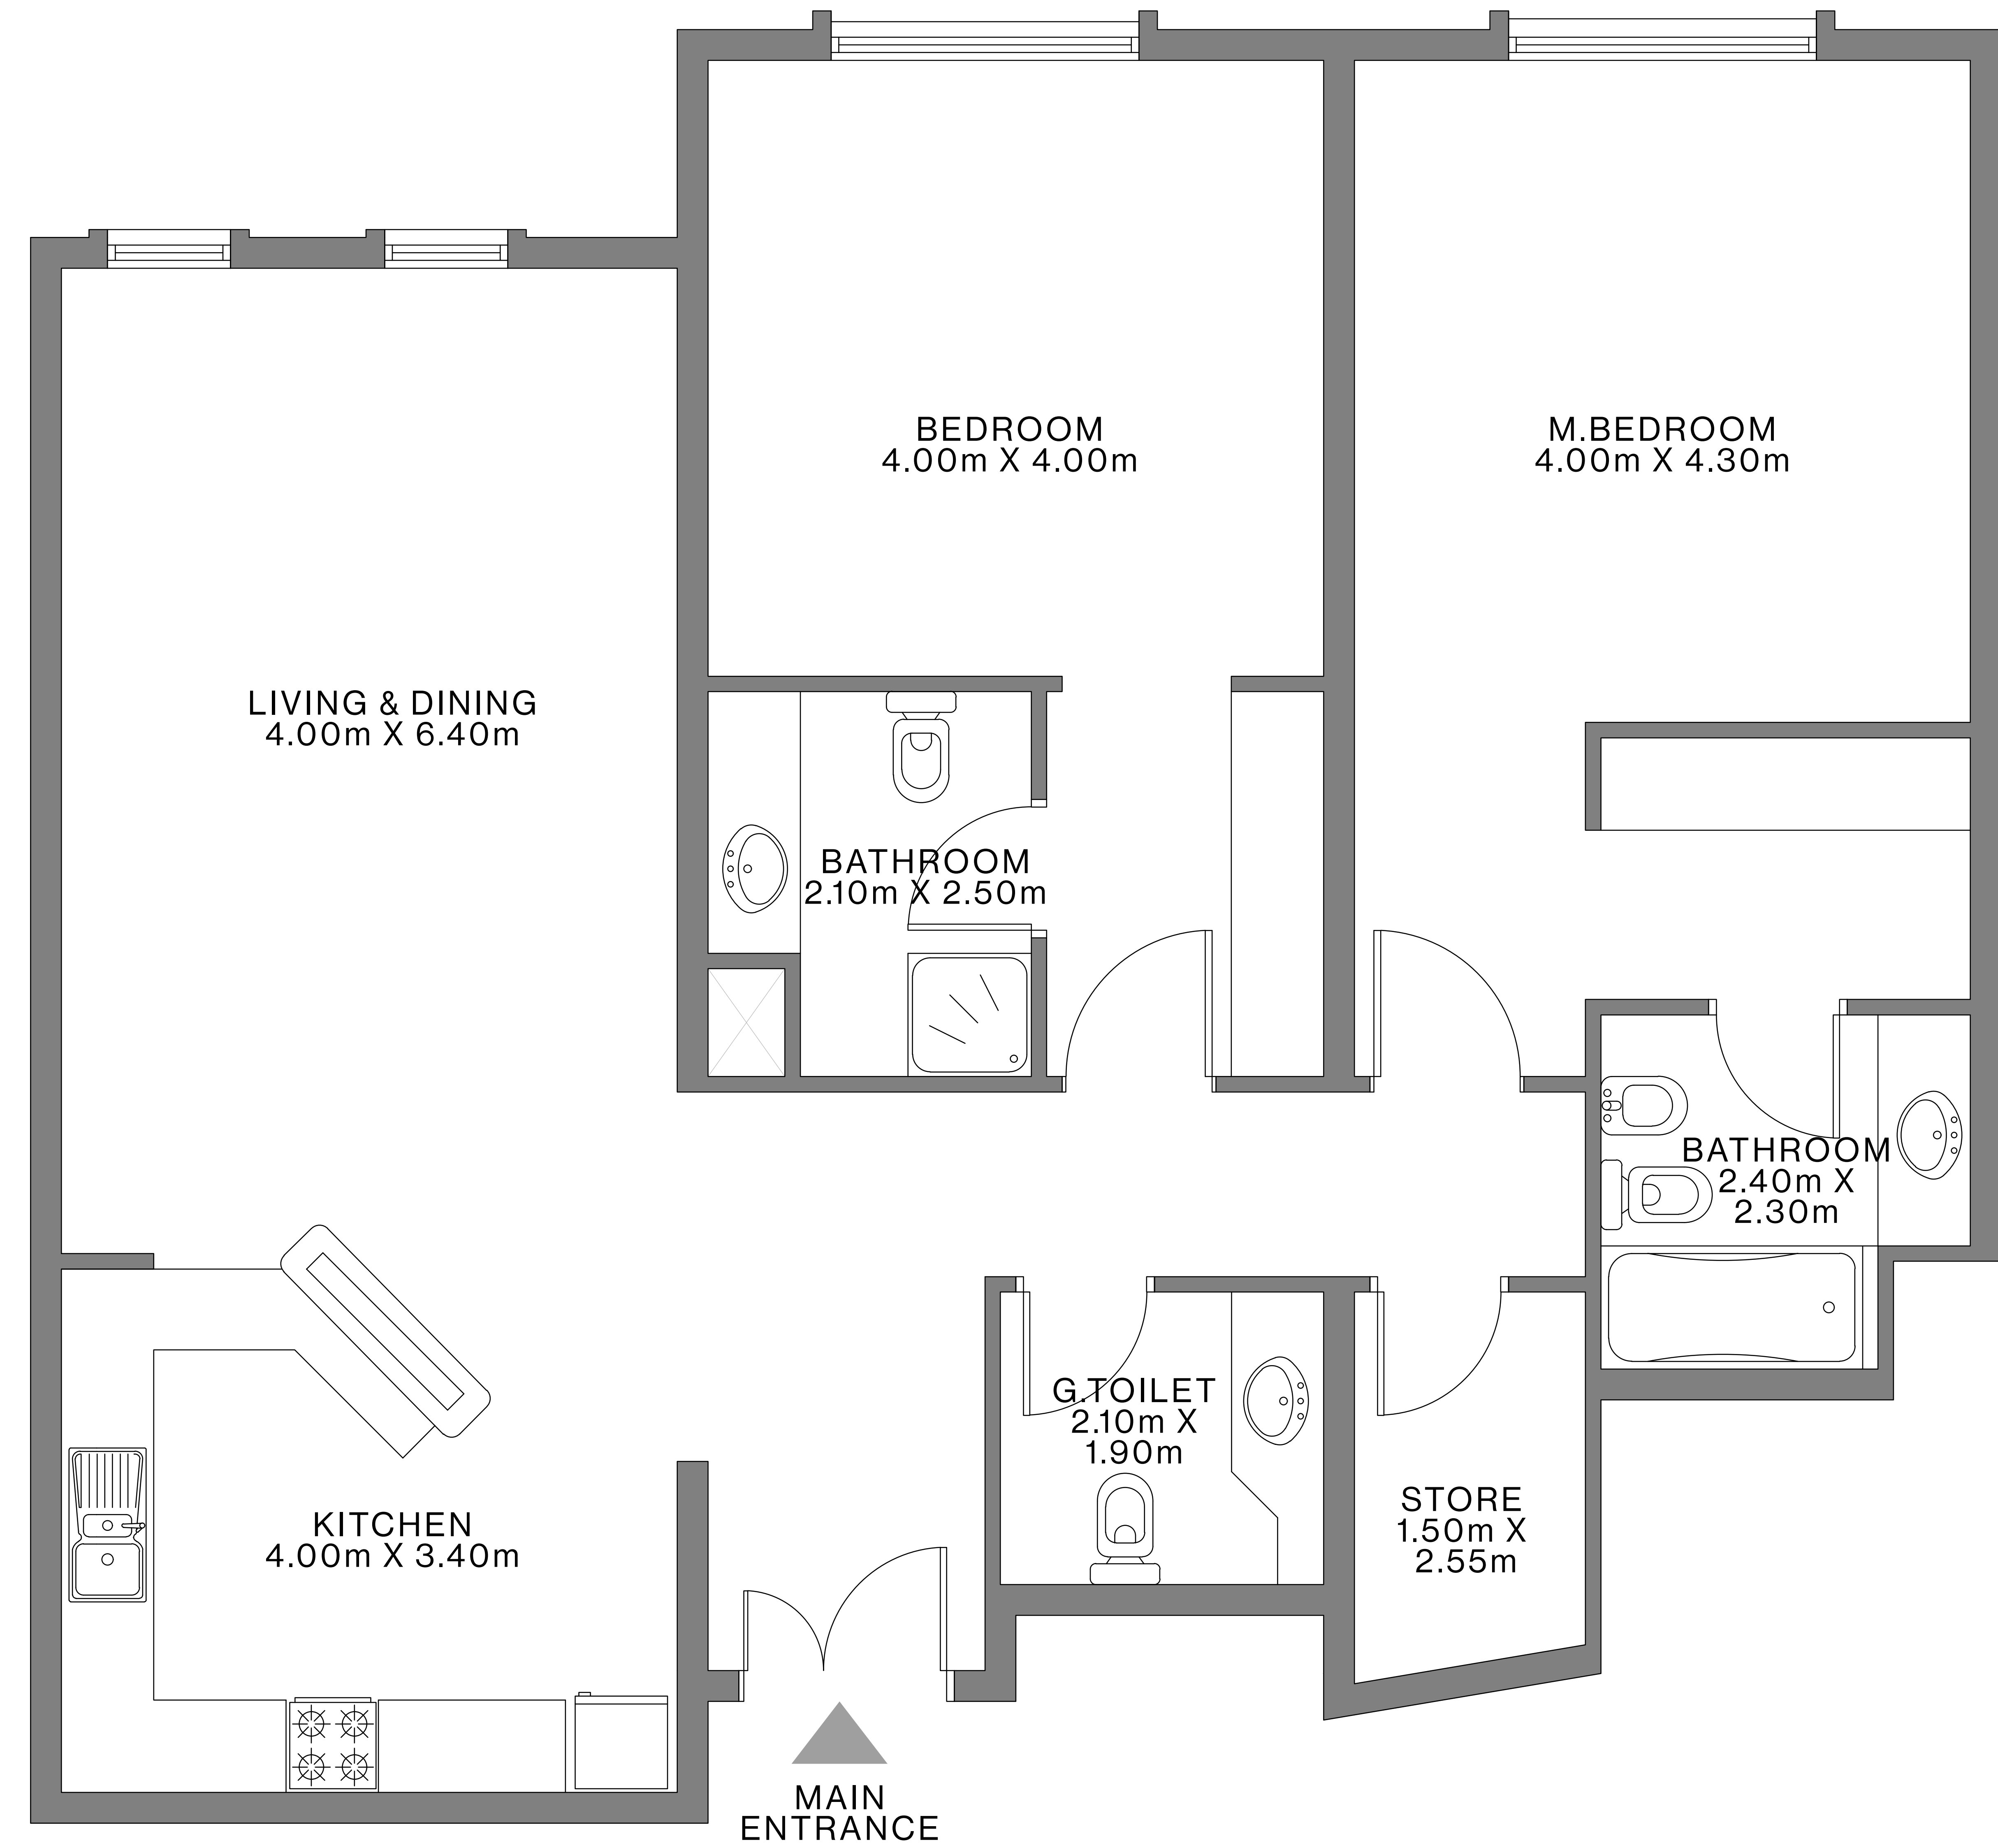 BEDROOM
4.00m X 4.00m
M.BEDROOM
4.00m X 4.30m
LIVING & DINING
4.00m X 6.40m
BATHROOM
2.10m X 2.50m
BATHROOM
2.40m X
2.30m
G.TOILET
2.10m X
1.90m
STORE
1.50m X
2.55m
KITCHEN
4.00m X 3.40m
MAIN
ENTRANCE